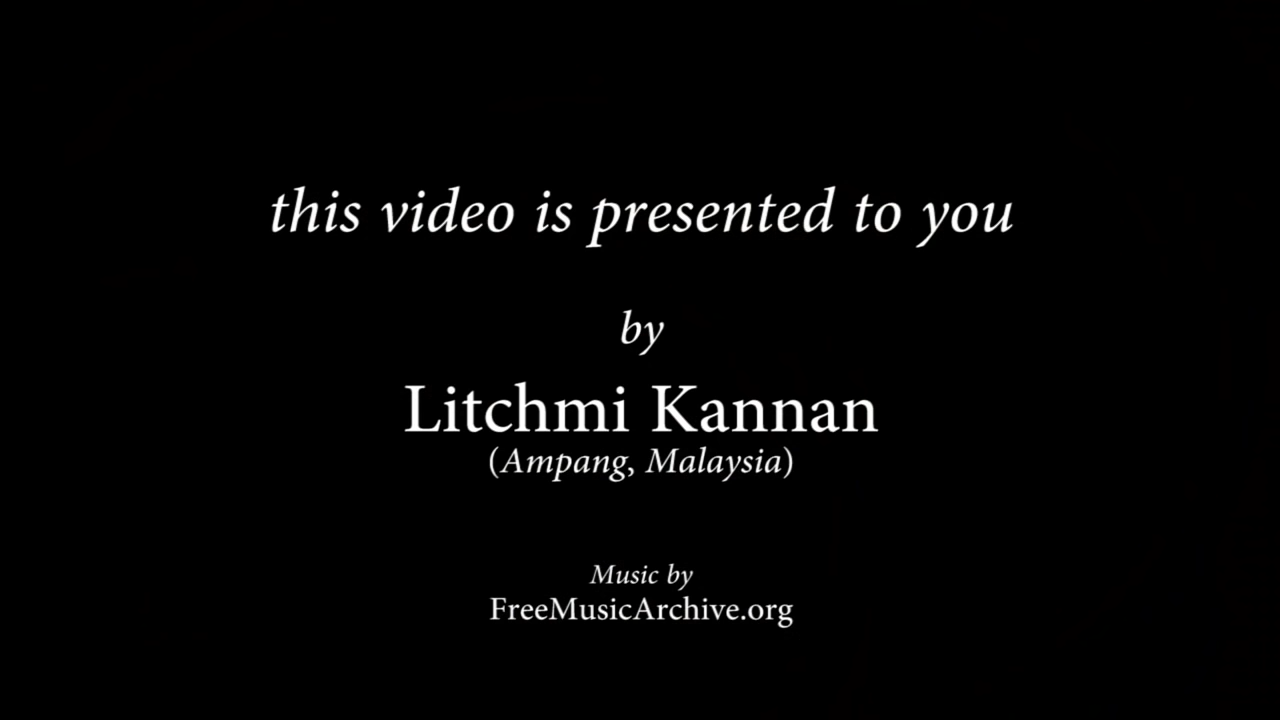 this video is presented to you
by
Litchmi Kannan
(Ampang, Malaysia)
Music by
FreeMusicArchive.org